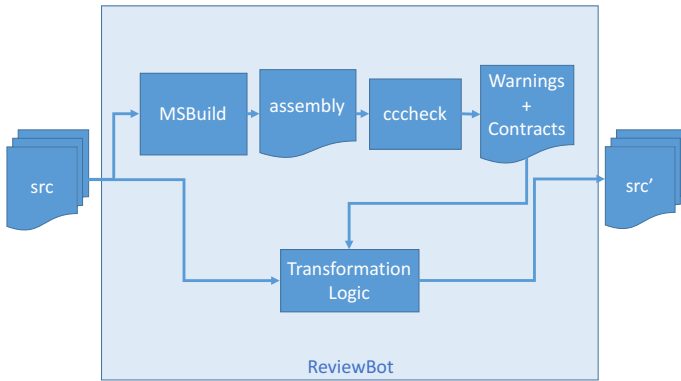 MSBuild
assembly
cccheck
Warnings
+
Contracts
src
src’
Transformation
Logic
ReviewBot